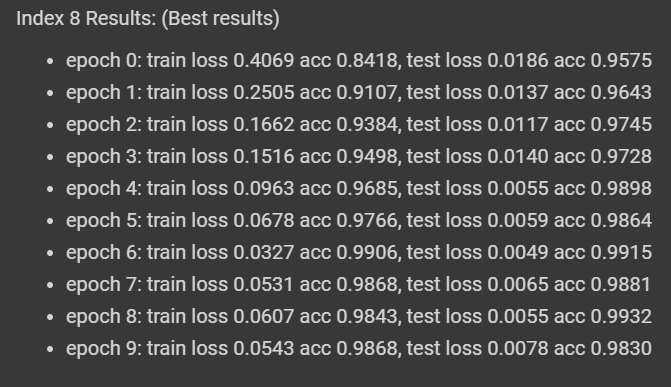 Index 8 Results: (Best results)
• epoch 0: train loss 0.4069 acc 0.8418, test loss 0.0186 acc 0.9575
• epoch 1: train loss 0.2505 acc 0.9107, test loss 0.0137 acc 0.9643
• epoch 2: train loss 0.1662 acc 0.9384, test loss 0.0117 acc 0.9745
• epoch 3: train loss 0.1516 acc 0.9498, test loss 0.0140 acc 0.9728
• epoch 4: train loss 0.0963 acc 0.9685, test loss 0.0055 acc 0.9898
• epoch 5: train loss 0.0678 acc 0.9766, test loss 0.0059 acc 0.9864
• epoch 6: train loss 0.0327 acc 0.9906, test loss 0.0049 acc 0.9915
• epoch 7: train loss 0.0531 acc 0.9868, test loss 0.0065 acc 0.9881
• epoch 8: train loss 0.0607 acc 0.9843, test loss 0.0055 acc 0.9932
• epoch 9: train loss 0.0543 acc 0.9868, test loss 0.0078 acc 0.9830